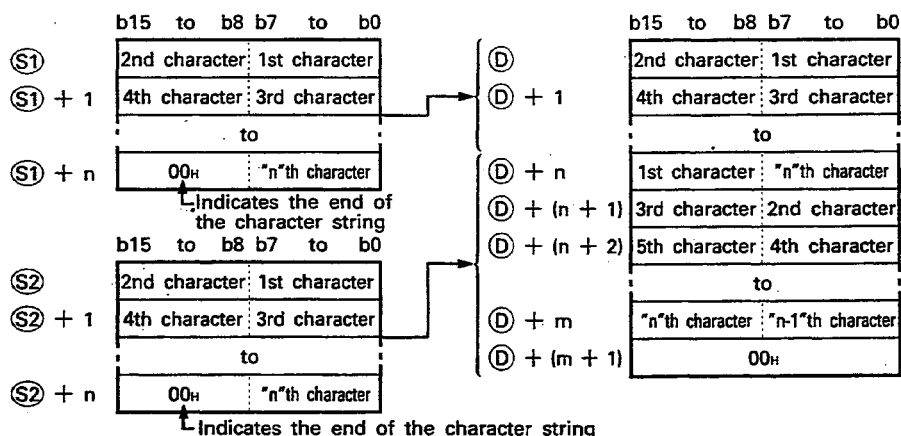 b15 to b8 b7 to b0
S1 2nd character 1st character
S1 + 1 4th character 3rd character
to
S1 + n 00H "n"th character
Indicates the end of
the character string
b15 to b8 b7 to b0
S2 2nd character 1st character
S2 + 1 4th character 3rd character
to
S2 + n 00H "n"th character
Indicates the end of the character string
b15 to b8 b7 to b0
D 2nd character 1st character
D + 1 4th character 3rd character
to
D + n 1st character "n"th character
D + (n + 1) 3rd character 2nd character
D + (n + 2) 5th character 4th character
to
D + m "n"th character "n-1"th character
D + (m + 1) 00H